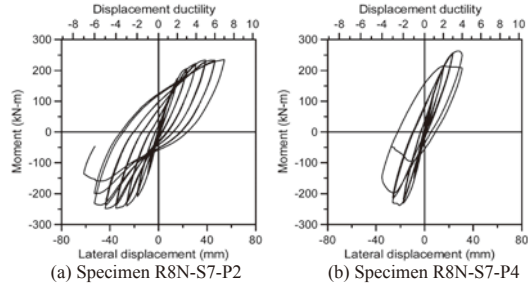 Displacement ductility
-8 -6 -4 -2 0 2 4 6 8 10
300
200
100
0
-100
-200
-300
Moment (kN-m)
-80 -40 0 40 80
Lateral displacement (mm)
(a) Specimen R8N-S7-P2
Displacement ductility
-8 -6 -4 -2 0 2 4 6 8 10
300
200
100
0
-100
-200
-300
Moment (kN-m)
-80 -40 0 40 80
Lateral displacement (mm)
(b) Specimen R8N-S7-P4